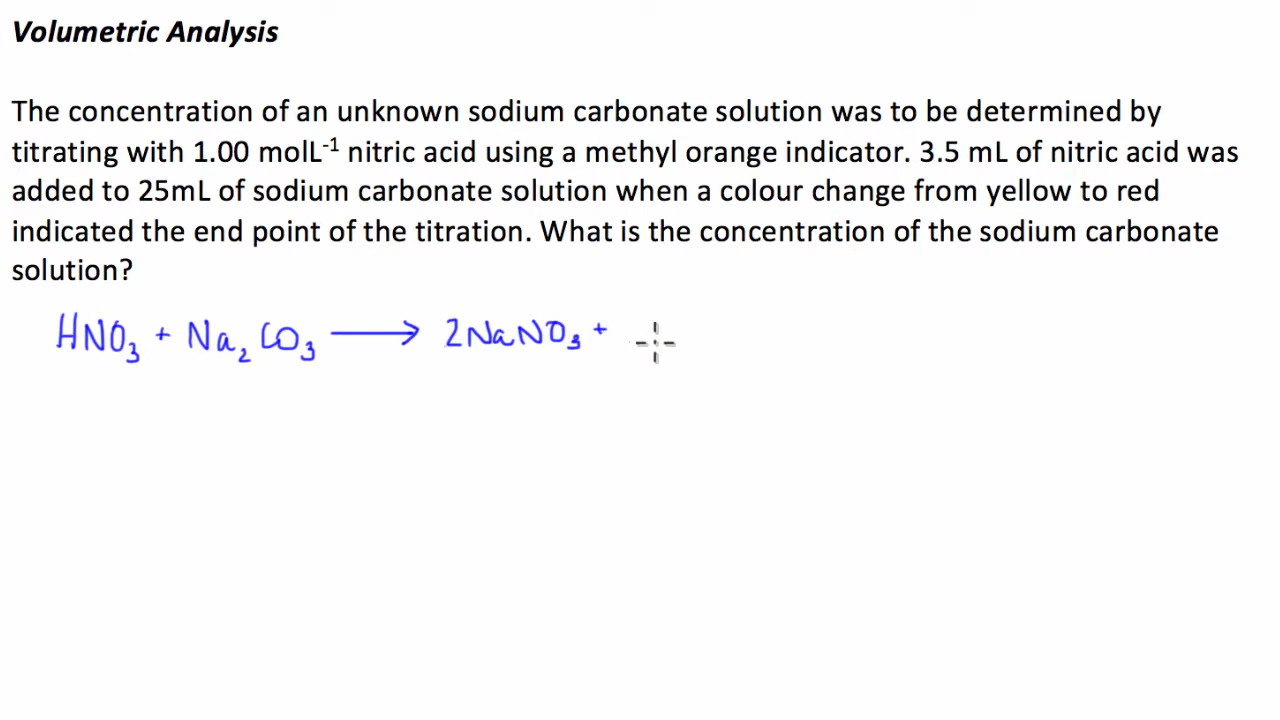 Volumetric Analysis
The concentration of an unknown sodium carbonate solution was to be determined by
titrating with 1.00 molL⁻¹ nitric acid using a methyl orange indicator. 3.5 mL of nitric acid was
added to 25mL of sodium carbonate solution when a colour change from yellow to red
indicated the end point of the titration. What is the concentration of the sodium carbonate
solution?
HNO₃ + Na₂CO₃ ⟶ 2NaNO₃ +